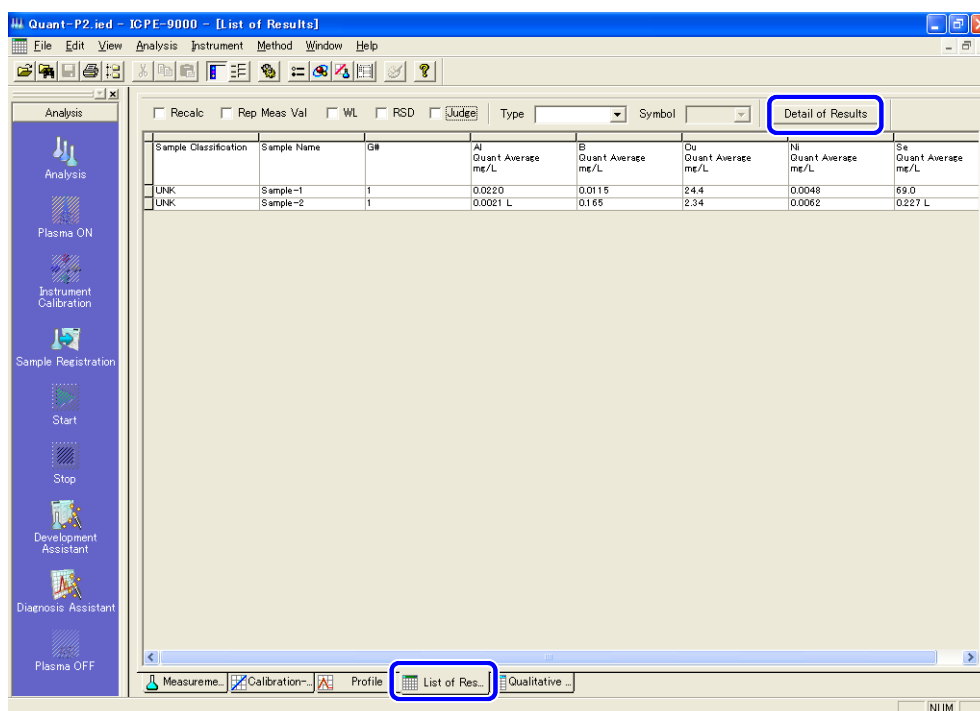 Quant-P2.ied - ICPE-9000 - [List of Results]
File Edit View Analysis Instrument Method Window Help
Analysis
Recalc Rep Meas Val WL RSD Judge Type Symbol Detail of Results
Sample Classification Sample Name G# Al B Cu Ni Se
Quant Average Quant Average Quant Average Quant Average Quant Average
mg/L mg/L mg/L mg/L mg/L
UNK Sample-1 1 0.0220 0.0115 24.4 0.0048 69.0
UNK Sample-2 1 0.0021 L 0.165 2.34 0.0062 0.227 L
Analysis
Plasma ON
Instrument
Calibration
Sample Registration
Start
Stop
Development
Assistant
Diagnosis Assistant
Plasma OFF
Measureme... Calibration-... Profile List of Res... Qualitative ...
NUM